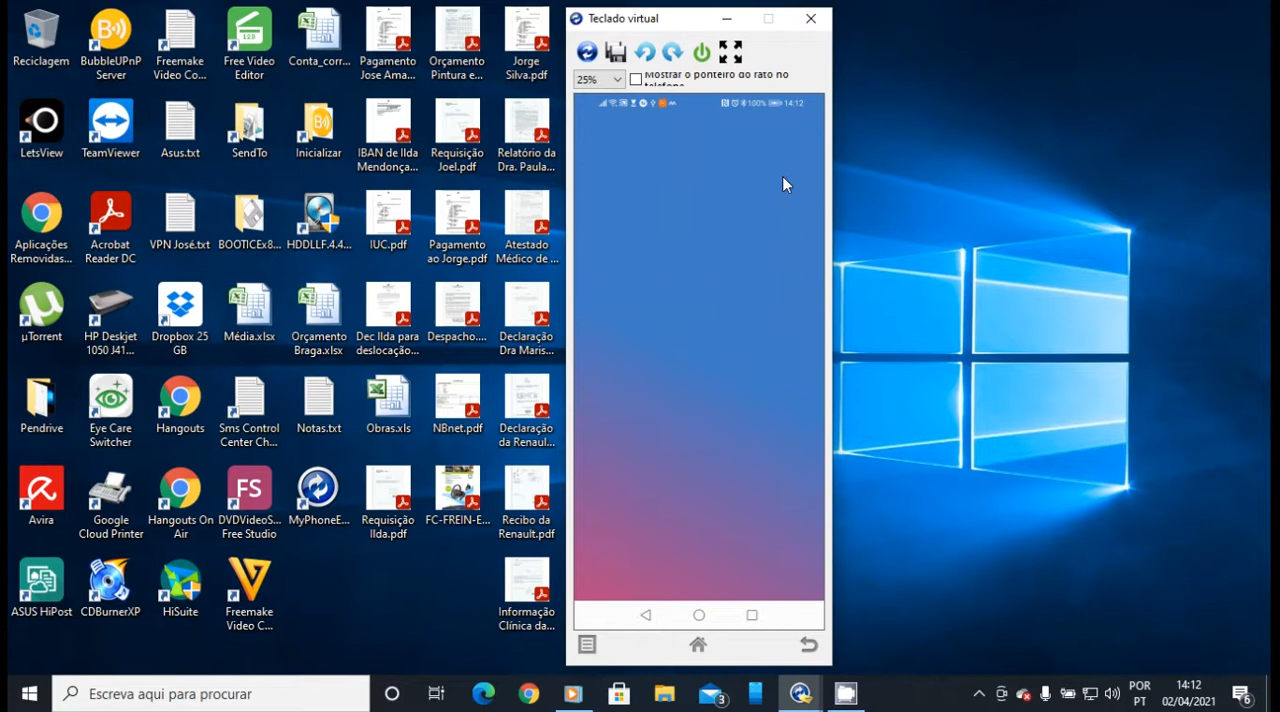 Teclado virtual
25%
Mostrar o ponteiro do rato no
telefone
100% 14:12
Reciclagem
BubbleUPnP
Server
Freemake
Video Co...
Free Video
Editor
Conta_corr...
Pagamento
Jose Ama...
Orçamento
Pintura e...
Jorge
Silva.pdf
LetsView
TeamViewer
Asus.txt
SendTo
Inicializar
IBAN de Ilda
Mendonça...
Requisição
Joel.pdf
Relatório da
Dra. Paula...
Aplicações
Removidas...
Acrobat
Reader DC
VPN José.txt
BOOTICEx8...
HDDLLF.4.4...
IUC.pdf
Pagamento
ao Jorge.pdf
Atestado
Médico de ...
µTorrent
HP Deskjet
1050 J41...
Dropbox 25
GB
Média.xlsx
Orçamento
Braga.xlsx
Dec Ilda para
deslocação...
Despacho....
Declaração
Dra Maris...
Pendrive
Eye Care
Switcher
Hangouts
Sms Control
Center Ch...
Notas.txt
Obras.xls
NBnet.pdf
Declaração
da Renaul...
Avira
Google
Cloud Printer
Hangouts On
Air
FS
DVDVideoS...
Free Studio
MyPhoneE...
Requisição
Ilda.pdf
FC-FREIN-E...
Recibo da
Renault.pdf
ASUS HiPost
CDBurnerXP
HiSuite
Freemake
Video C...
Informação
Clínica da...
Escreva aqui para procurar
3
POR
PT
14:12
02/04/2021
6